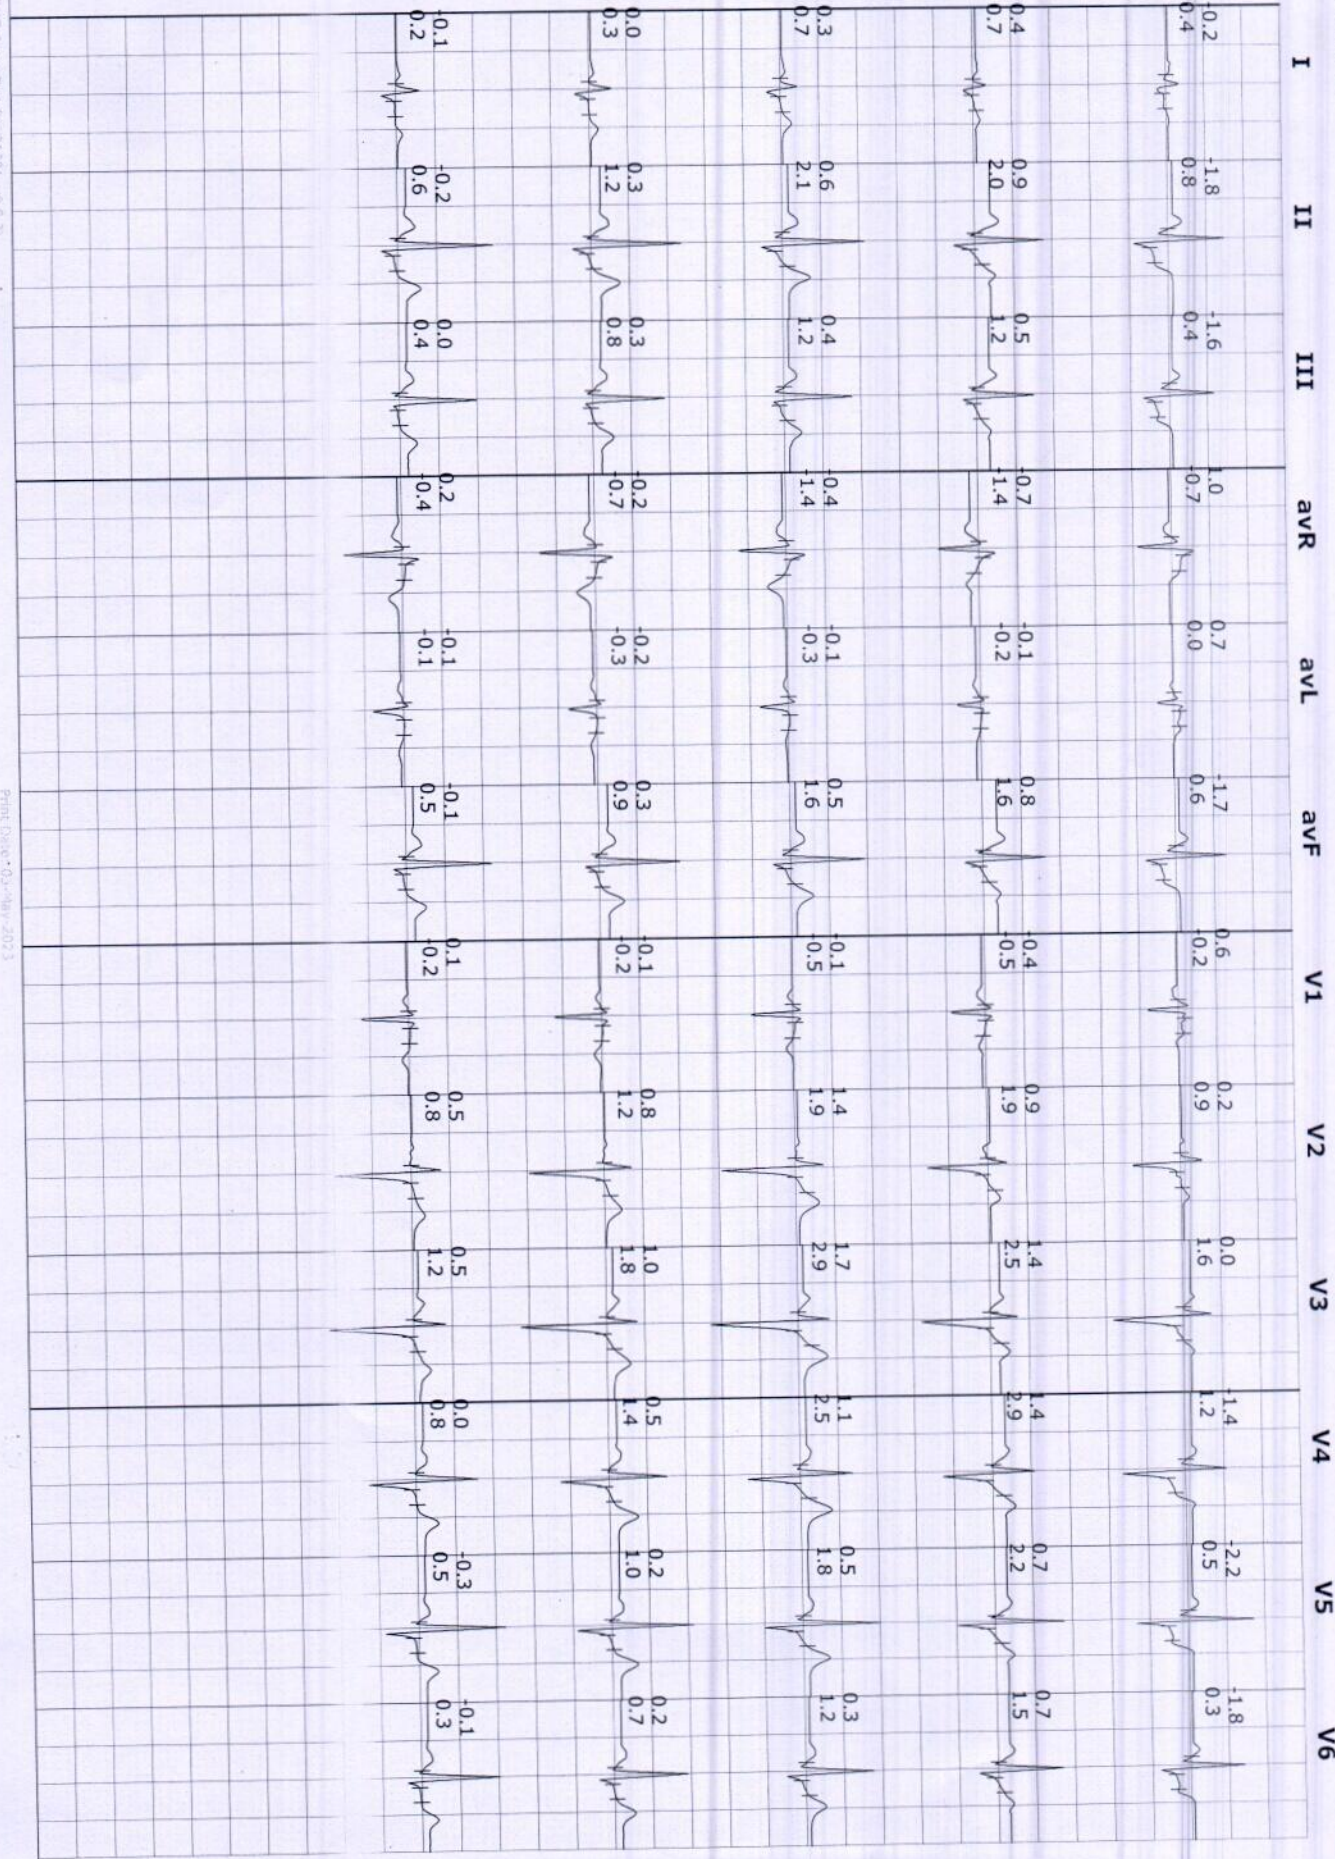 I II III avR avL avF V1 V2 V3 V4 V5 V6
-0.2 -1.8 -1.6 1.0 0.7 -1.7 0.6 0.2 0.0 -1.4 -2.2 -1.8
0.4 0.8 0.4 -0.7 0.0 0.6 -0.2 0.9 1.6 1.2 0.5 0.3
0.4 0.9 0.5 -0.7 -0.1 0.8 -0.4 0.9 1.4 1.4 0.7 0.7
0.7 2.0 1.2 -1.4 -0.2 1.6 -0.5 1.9 2.5 2.9 2.2 1.5
0.3 0.6 0.4 -0.4 -0.1 0.5 -0.1 1.4 1.7 1.1 0.5 0.3
0.7 2.1 1.2 -1.4 -0.3 1.6 -0.5 1.9 2.9 2.5 1.8 1.2
0.0 0.3 0.3 -0.2 -0.2 0.3 -0.1 0.8 1.0 0.5 0.2 0.2
0.3 1.2 0.8 -0.7 -0.3 0.9 -0.2 1.2 1.8 1.4 1.0 0.7
-0.1 -0.2 0.0 0.2 -0.1 -0.1 0.1 0.5 0.5 0.0 -0.3 -0.1
0.2 0.6 0.4 -0.4 -0.1 0.5 -0.2 0.8 1.2 0.8 0.5 0.3
Print Date : 03-May-2023